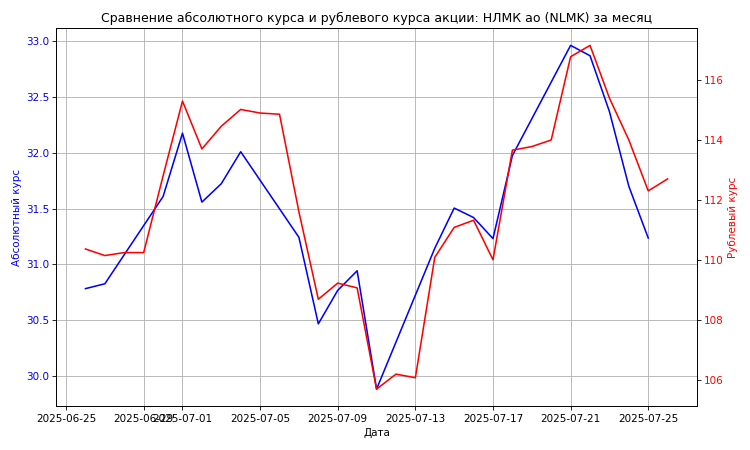 Сравнение абсолютного курса и рублевого курса акции: НЛМК ао (NLMK) за месяц
Абсолютный курс
33.0
32.5
32.0
31.5
31.0
30.5
30.0
116
114
112
110
108
106
Рублевый курс
2025-06-25 2025-06-29 2025-07-01 2025-07-05 2025-07-09 2025-07-13 2025-07-17 2025-07-21 2025-07-25
Дата